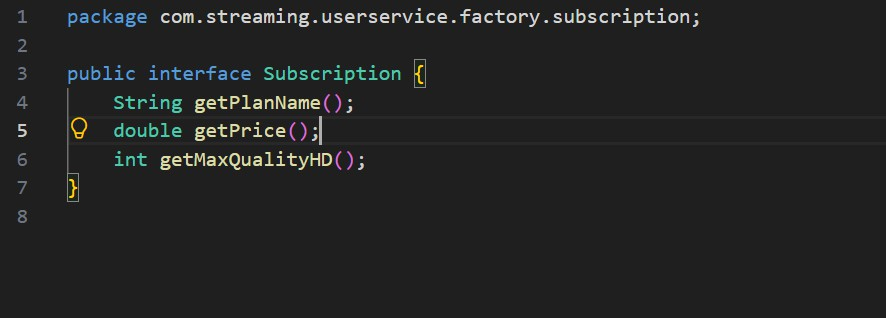 1 package com.streaming.userservice.factory.subscription;
2
3 public interface Subscription {
4     String getPlanName();
5     double getPrice();
6     int getMaxQualityHD();
7 }
8